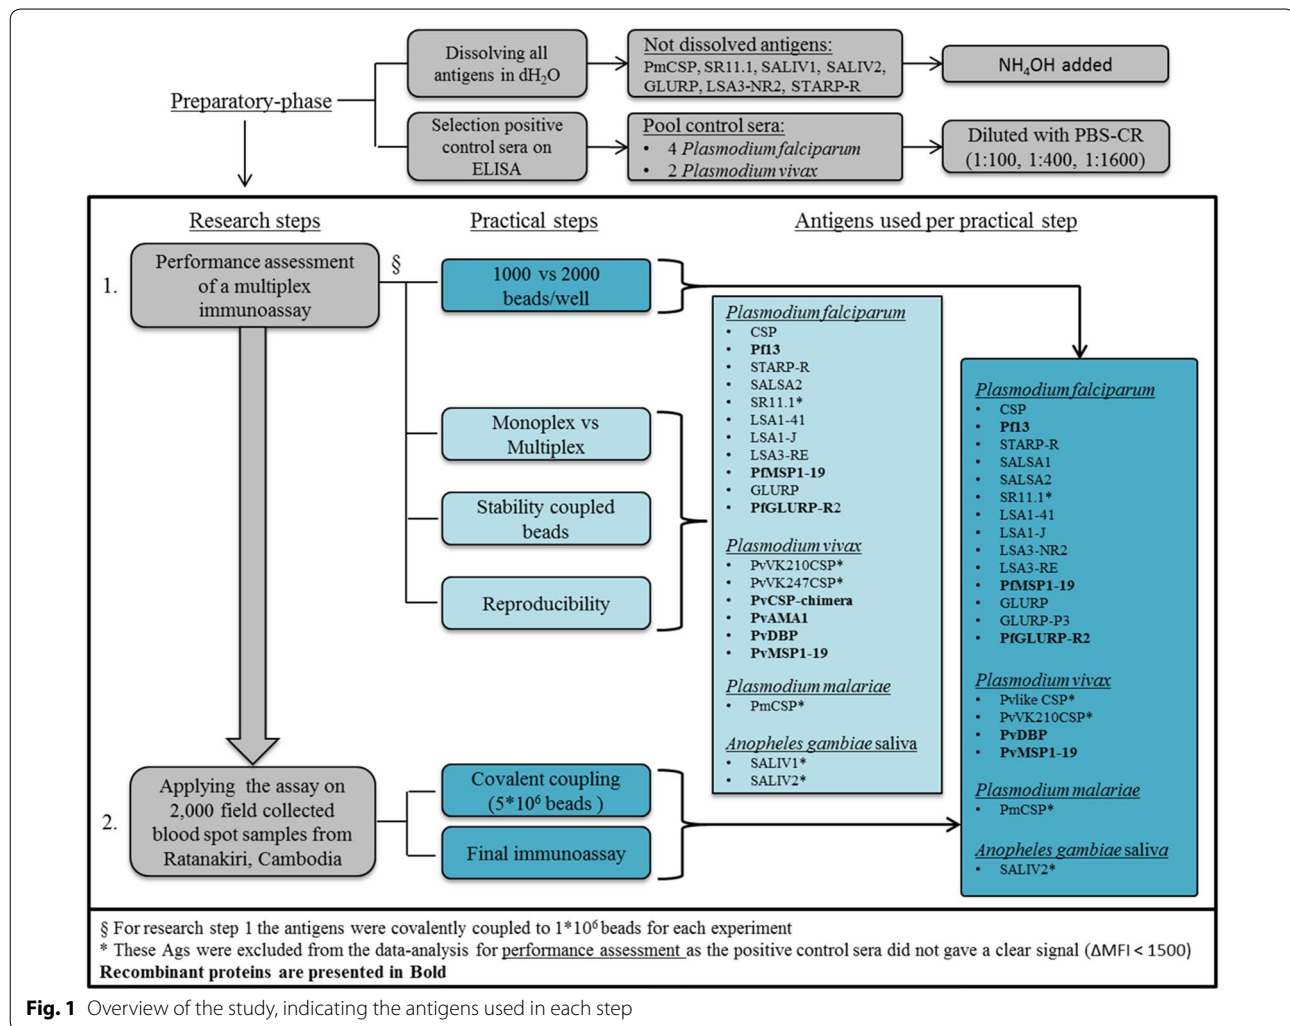 Preparatory-phase
Dissolving all
antigens in dH2O
Not dissolved antigens:
PmCSP, SR11.1, SALIV1, SALIV2,
GLURP, LSA3-NR2, STARP-R
NH4OH added
Selection positive
control sera on
ELISA
Pool control sera:
• 4 Plasmodium falciparum
• 2 Plasmodium vivax
Diluted with PBS-CR
(1:100, 1:400, 1:1600)
Research steps
Practical steps
Antigens used per practical step
1.
Performance assessment
of a multiplex
immunoassay
§
1000 vs 2000
beads/well
Monoplex vs
Multiplex
Stability coupled
beads
Reproducibility
Plasmodium falciparum
• CSP
• Pf13
• STARP-R
• SALSA2
• SR11.1*
• LSA1-41
• LSA1-J
• LSA3-RE
• PfMSP1-19
• GLURP
• PfGLURP-R2
Plasmodium vivax
• PvVK210CSP*
• PvVK247CSP*
• PvCSP-chimera
• PvAMA1
• PvDBP
• PvMSP1-19
Plasmodium malariae
• PmCSP*
Anopheles gambiae saliva
• SALIV1*
• SALIV2*
Plasmodium falciparum
• CSP
• Pf13
• STARP-R
• SALSA1
• SALSA2
• SR11.1*
• LSA1-41
• LSA1-J
• LSA3-NR2
• LSA3-RE
• PfMSP1-19
• GLURP
• GLURP-P3
• PfGLURP-R2
Plasmodium vivax
• Pvlike CSP*
• PvVK210CSP*
• PvDBP
• PvMSP1-19
Plasmodium malariae
• PmCSP*
Anopheles gambiae saliva
• SALIV2*
2.
Applying the assay on
2,000 field collected
blood spot samples from
Ratanakiri, Cambodia
Covalent coupling
(5*10⁶ beads )
Final immunoassay
§ For research step 1 the antigens were covalently coupled to 1*10⁶ beads for each experiment
* These Ags were excluded from the data-analysis for performance assessment as the positive control sera did not gave a clear signal (ΔMFI < 1500)
Recombinant proteins are presented in Bold
Fig. 1 Overview of the study, indicating the antigens used in each step